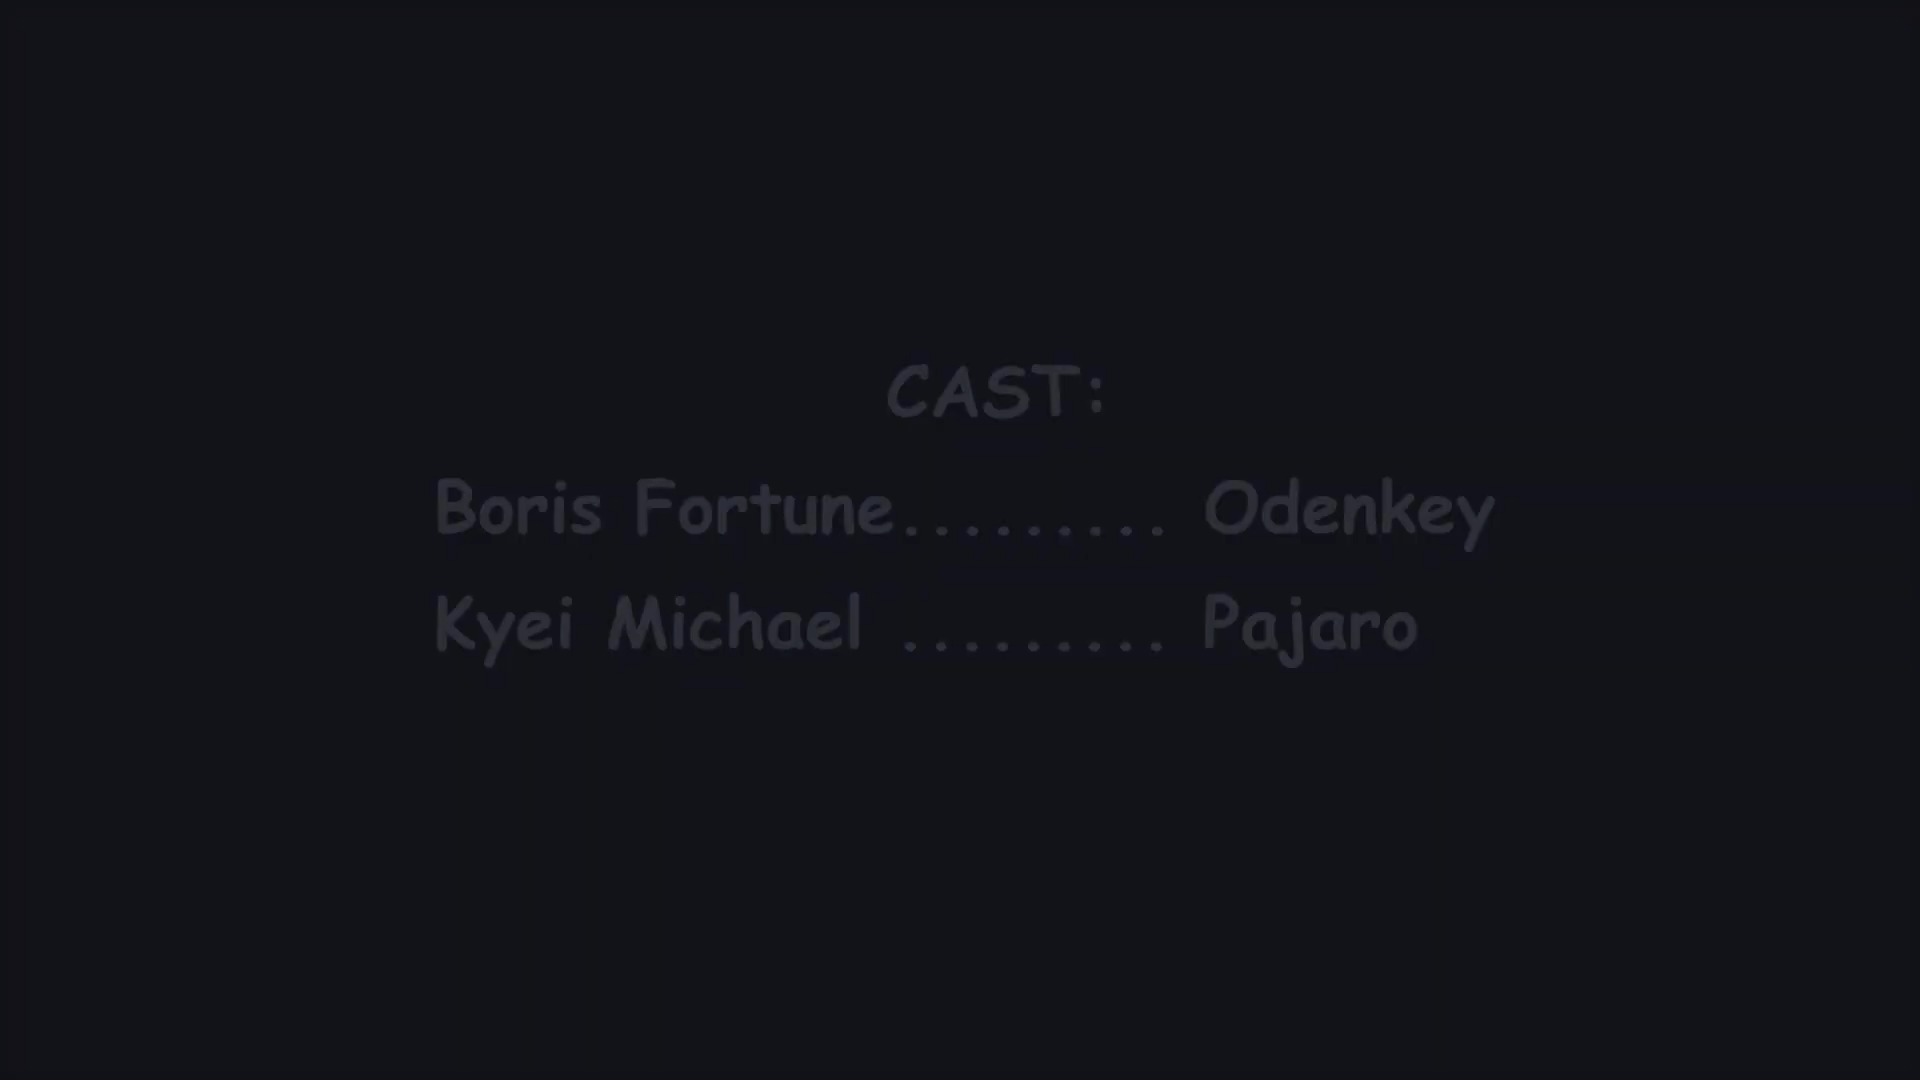 CAST:
Boris Fortune......... Odenkey
Kyei Michael ......... Pajaro